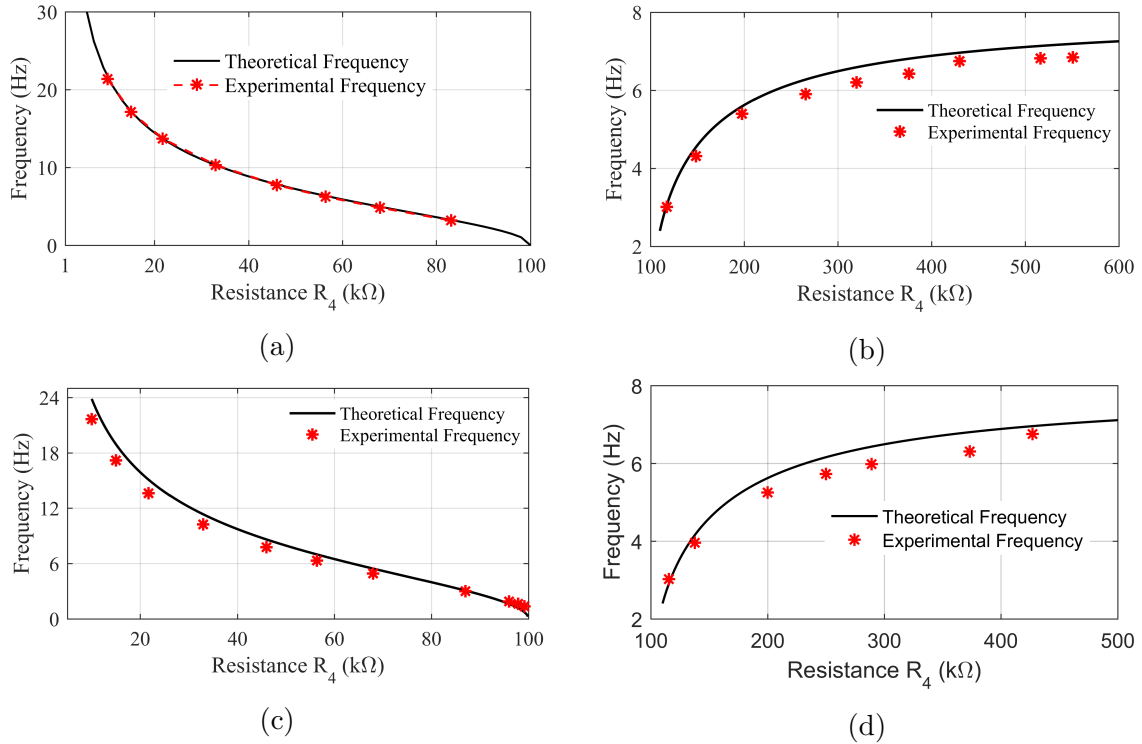 30
20
10
0
Frequency (Hz)
Theoretical Frequency
Experimental Frequency
1 20 40 60 80 100
Resistance R4 (kΩ)
(a)
8
6
4
2
Frequency (Hz)
Theoretical Frequency
Experimental Frequency
100 200 300 400 500 600
Resistance R4 (kΩ)
(b)
24
18
12
6
0
Frequency (Hz)
Theoretical Frequency
Experimental Frequency
20 40 60 80 100
Resistance R4 (kΩ)
(c)
8
6
4
2
Frequency (Hz)
Theoretical Frequency
Experimental Frequency
100 200 300 400 500
Resistance R4 (kΩ)
(d)